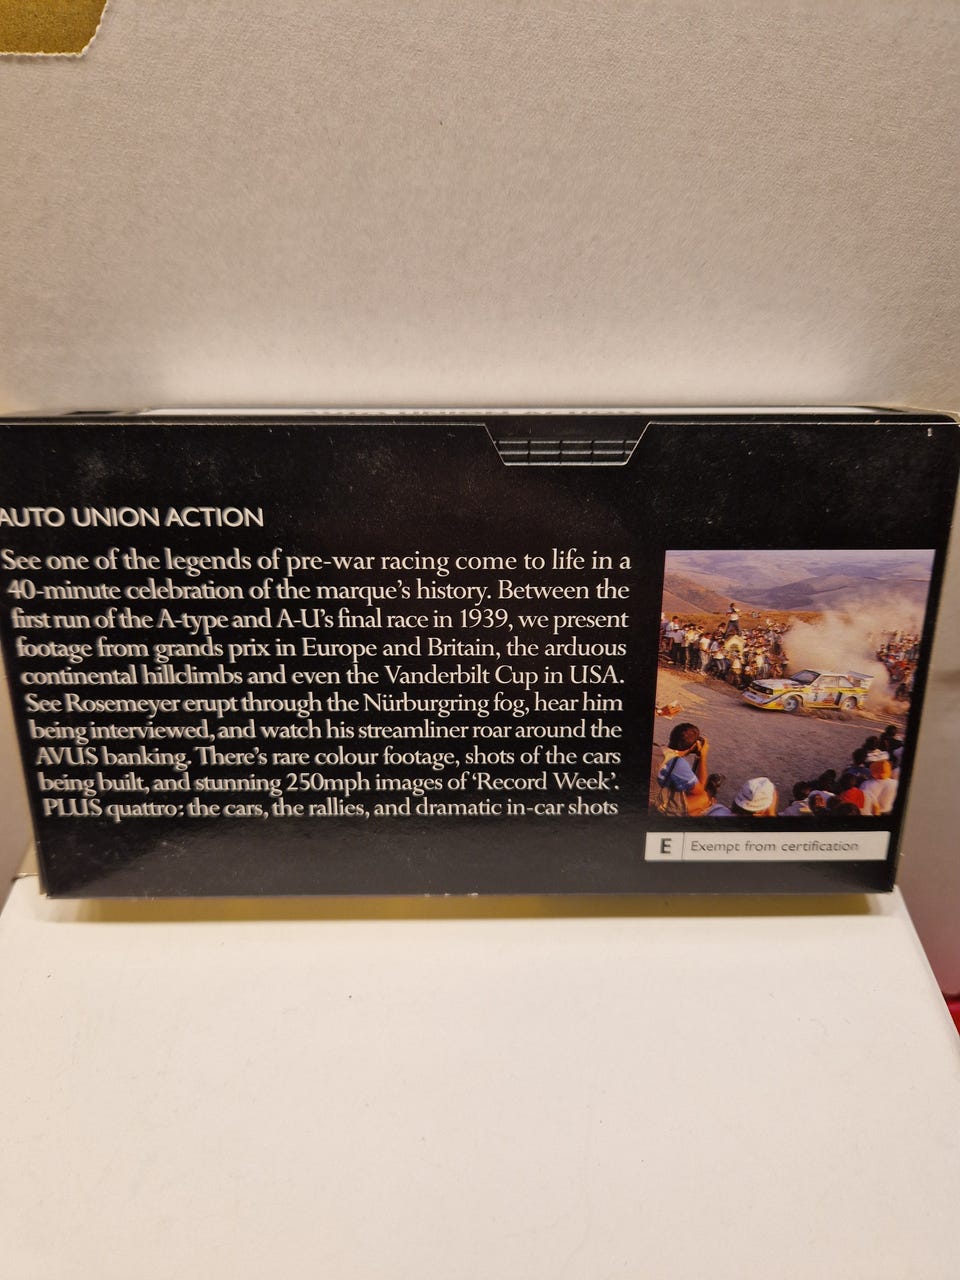 AUTO UNION ACTION
See one of the legends of pre-war racing come to life in a
40-minute celebration of the marque's history. Between the
first run of the A-type and A-U's final race in 1939, we present
footage from grands prix in Europe and Britain, the arduous
continental hillclimbs and even the Vanderbilt Cup in USA.
See Rosemeyer erupt through the Nürburgring fog, hear him
being interviewed, and watch his streamliner roar around the
AVUS banking. There's rare colour footage, shots of the cars
being built, and stunning 250mph images of 'Record Week'.
PLUS quattro: the cars, the rallies, and dramatic in-car shots
E Exempt from certification